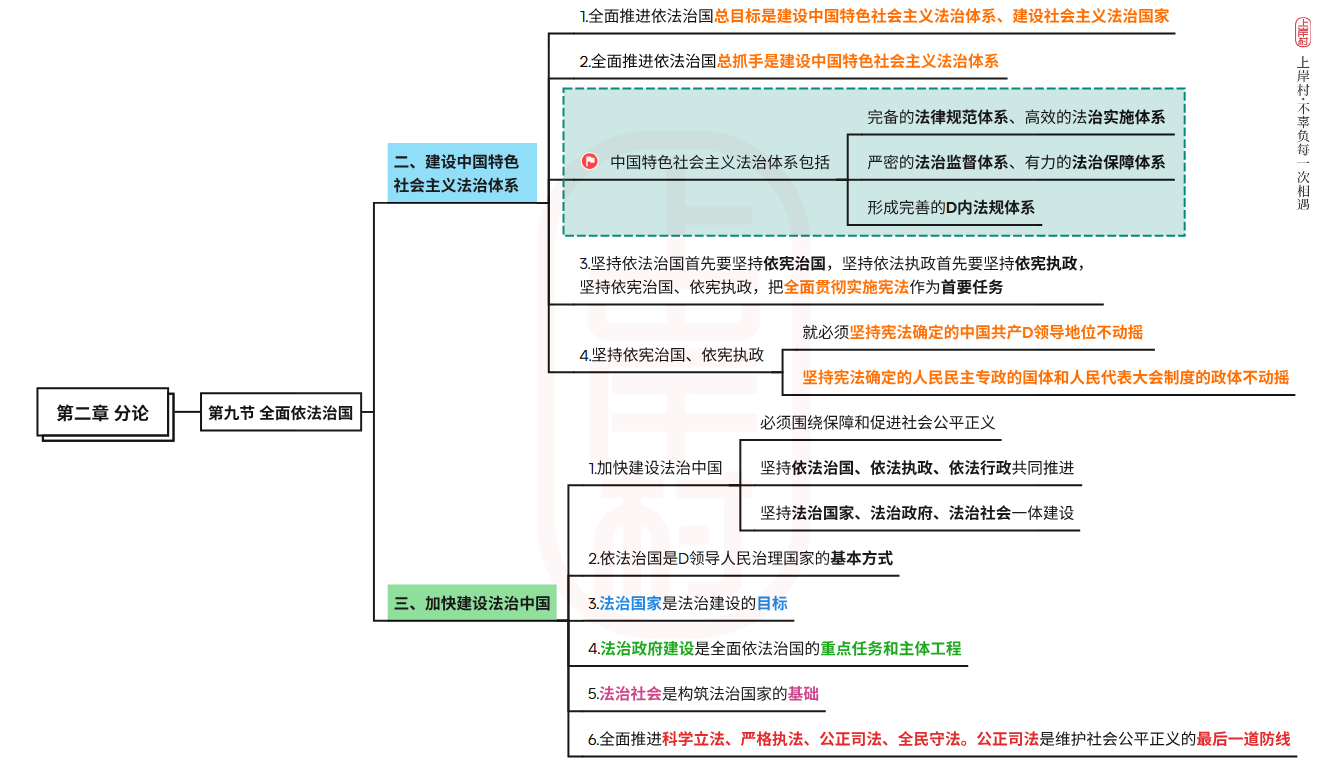 第二章 分论
第九节 全面依法治国
二、建设中国特色
社会主义法治体系
1.全面推进依法治国总目标是建设中国特色社会主义法治体系、建设社会主义法治国家
2.全面推进依法治国总抓手是建设中国特色社会主义法治体系
中国特色社会主义法治体系包括
完备的法律规范体系、高效的法治实施体系
严密的法治监督体系、有力的法治保障体系
形成完善的D内法规体系
3.坚持依法治国首先要坚持依宪治国，坚持依法执政首先要坚持依宪执政，
坚持依宪治国、依宪执政，把全面贯彻实施宪法作为首要任务
4.坚持依宪治国、依宪执政
就必须坚持宪法确定的中国共产D领导地位不动摇
坚持宪法确定的人民民主专政的国体和人民代表大会制度的政体不动摇
三、加快建设法治中国
1.加快建设法治中国
必须围绕保障和促进社会公平正义
坚持依法治国、依法执政、依法行政共同推进
坚持法治国家、法治政府、法治社会一体建设
2.依法治国是D领导人民治理国家的基本方式
3.法治国家是法治建设的目标
4.法治政府建设是全面依法治国的重点任务和主体工程
5.法治社会是构筑法治国家的基础
6.全面推进科学立法、严格执法、公正司法、全民守法。公正司法是维护社会公平正义的最后一道防线
上岸村
上岸村·不辜负每一次相遇